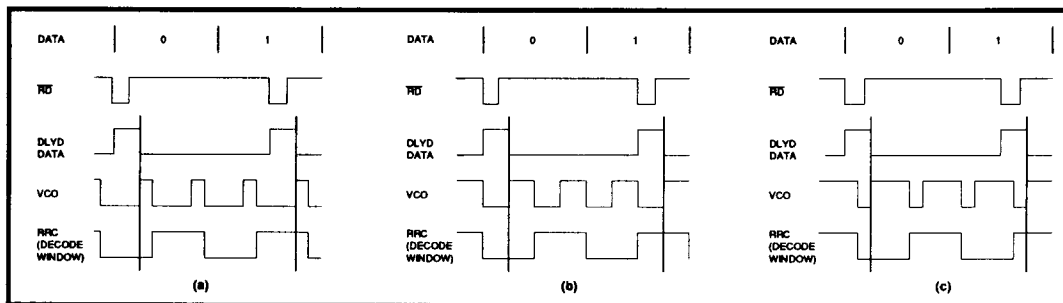 DATA 0 1
RD
DLYD
DATA
VCO
RRC
(DECODE
WINDOW)
(a)
DATA 0 1
RD
DLYD
DATA
VCO
RRC
(DECODE
WINDOW)
(b)
DATA 0 1
RD
DLYD
DATA
VCO
RRC
(DECODE
WINDOW)
(c)